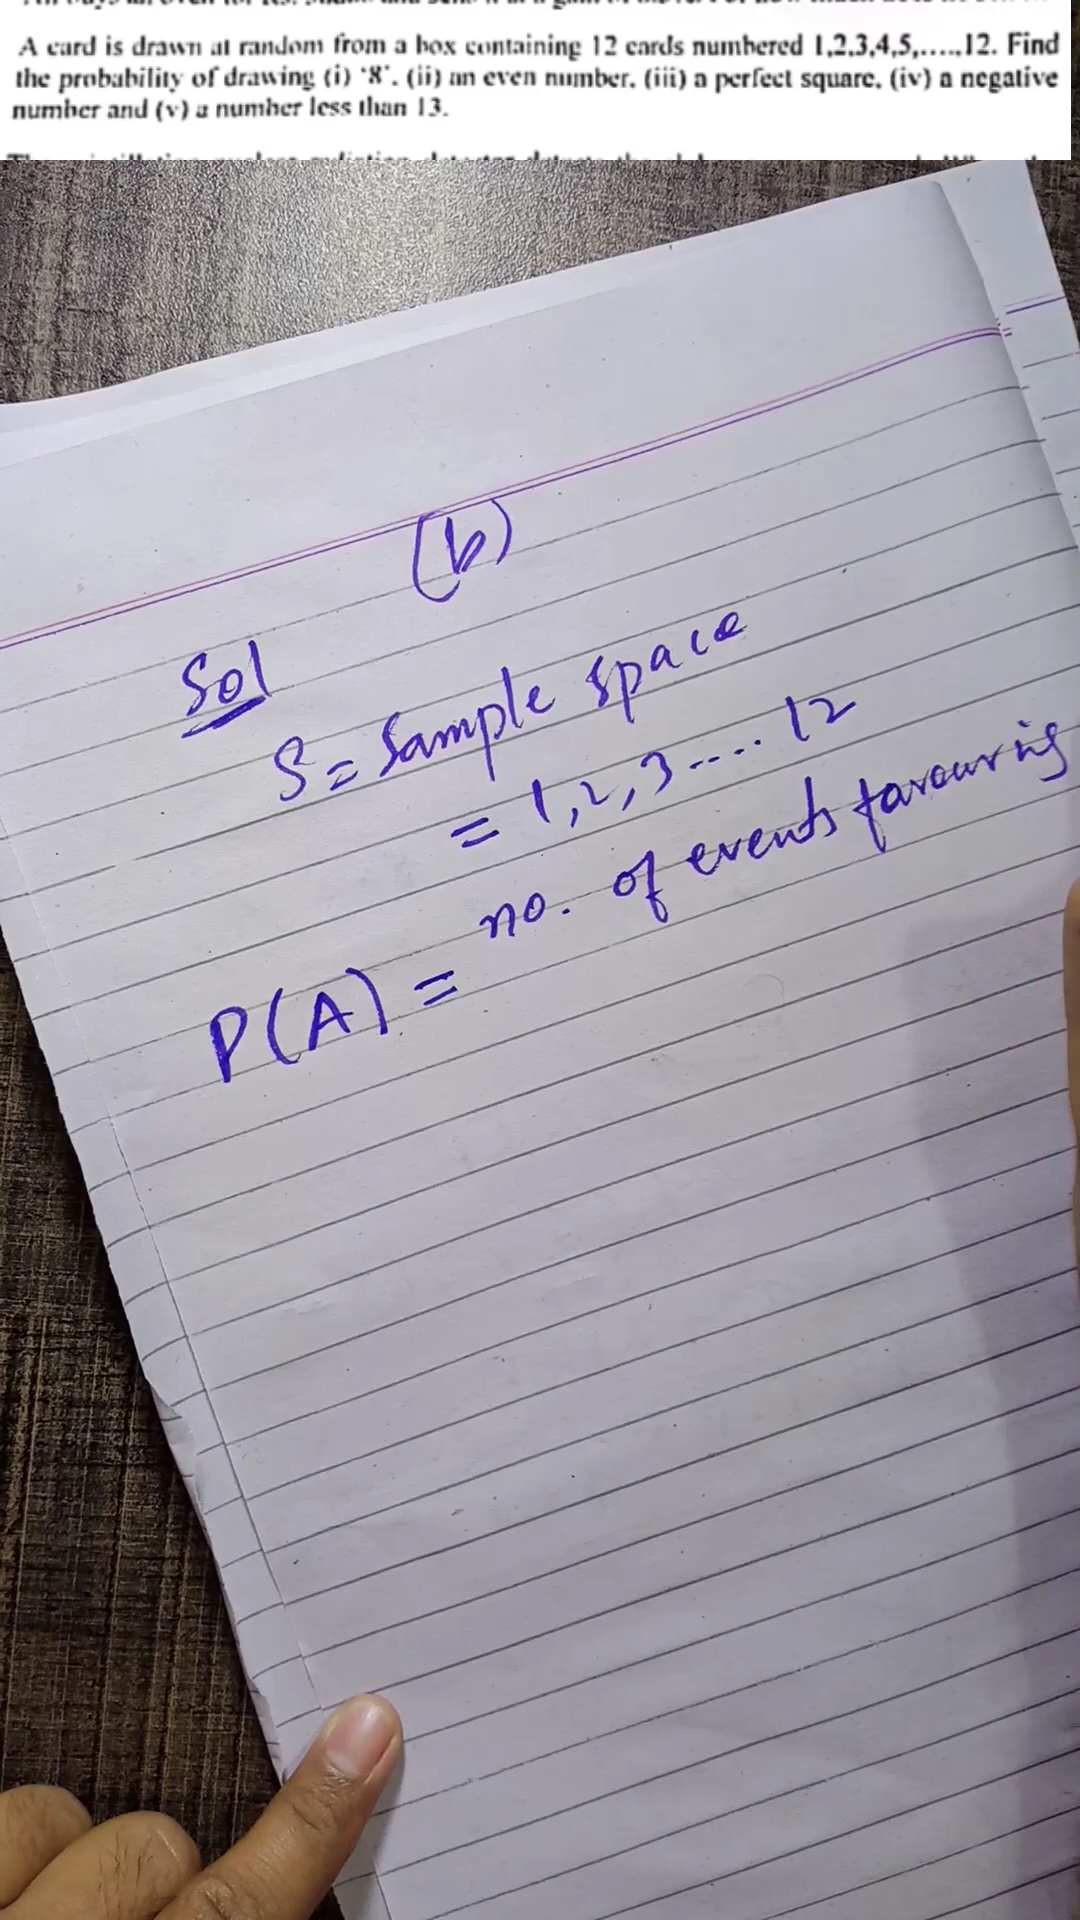 A card is drawn at random from a box containing 12 cards numbered 1,2,3,4,5,.....12. Find
the probability of drawing (i) '8'. (ii) an even number. (iii) a perfect square. (iv) a negative
number and (v) a number less than 13.
(b)
Sol
S = Sample space
= 1, 2, 3 .... 12
no. of events favouring
P(A) =